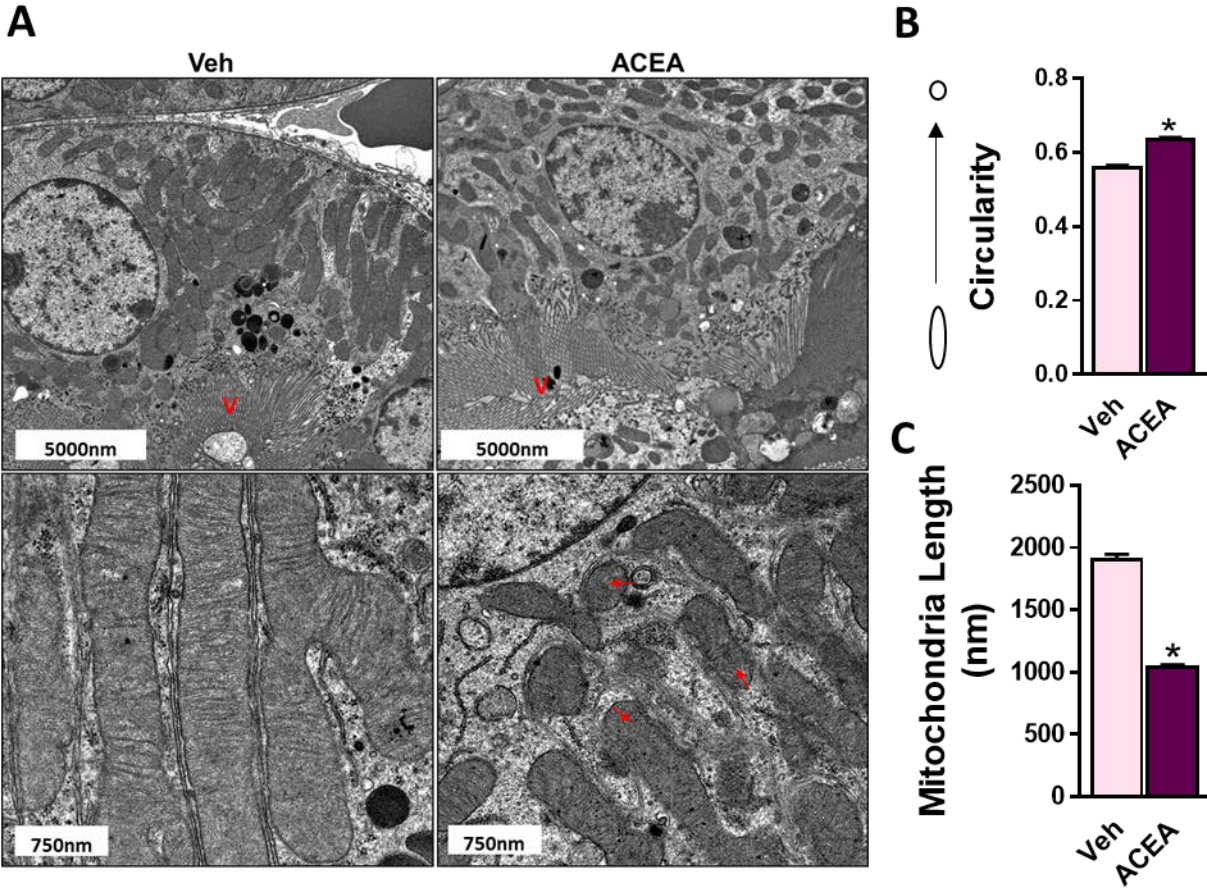 A
Veh
ACEA
V
5000nm
V
5000nm
750nm
750nm
B
Circularity
0.8
0.6
0.4
0.2
0.0
*
Veh
ACEA
C
Mitochondria Length
(nm)
2500
2000
1500
1000
500
0
*
Veh
ACEA